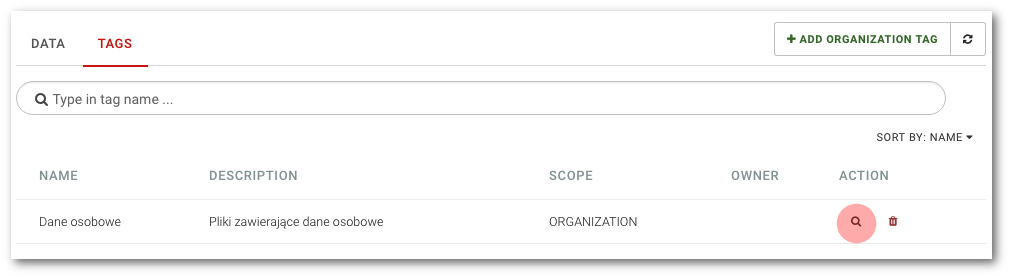 DATA TAGS + ADD ORGANIZATION TAG
Type in tag name ...
SORT BY: NAME
NAME DESCRIPTION SCOPE OWNER ACTION
Dane osobowe Pliki zawierające dane osobowe ORGANIZATION